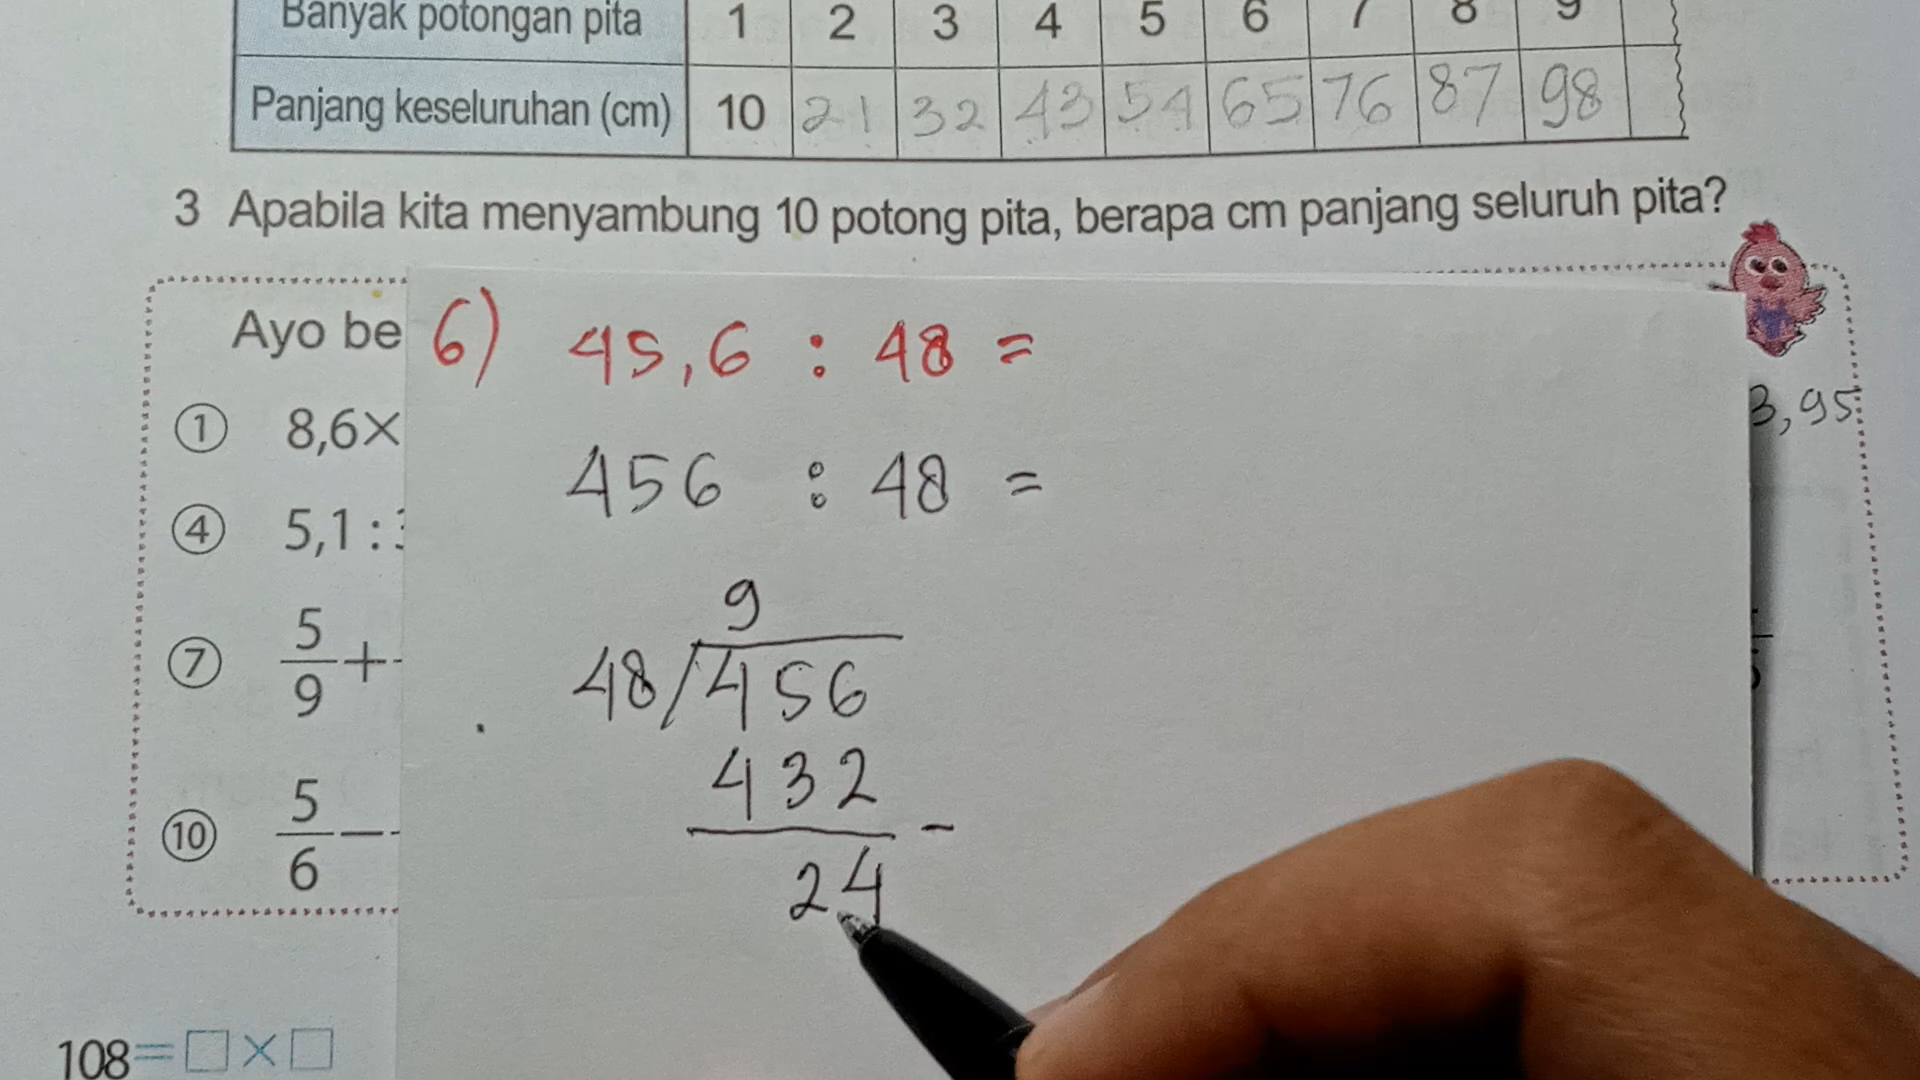 Banyak potongan pita 1 2 3 4 5 6 7 8 9
Panjang keseluruhan (cm) 10 21 32 43 54 65 76 87 98
3 Apabila kita menyambung 10 potong pita, berapa cm panjang seluruh pita?
Ayo be
① 8,6×
④ 5,1 :
⑦ 5/9 +
⑩ 5/6 −
108=□×□
6) 45,6 : 48 =
456 : 48 =
9
48/456
432
−
24
3,95